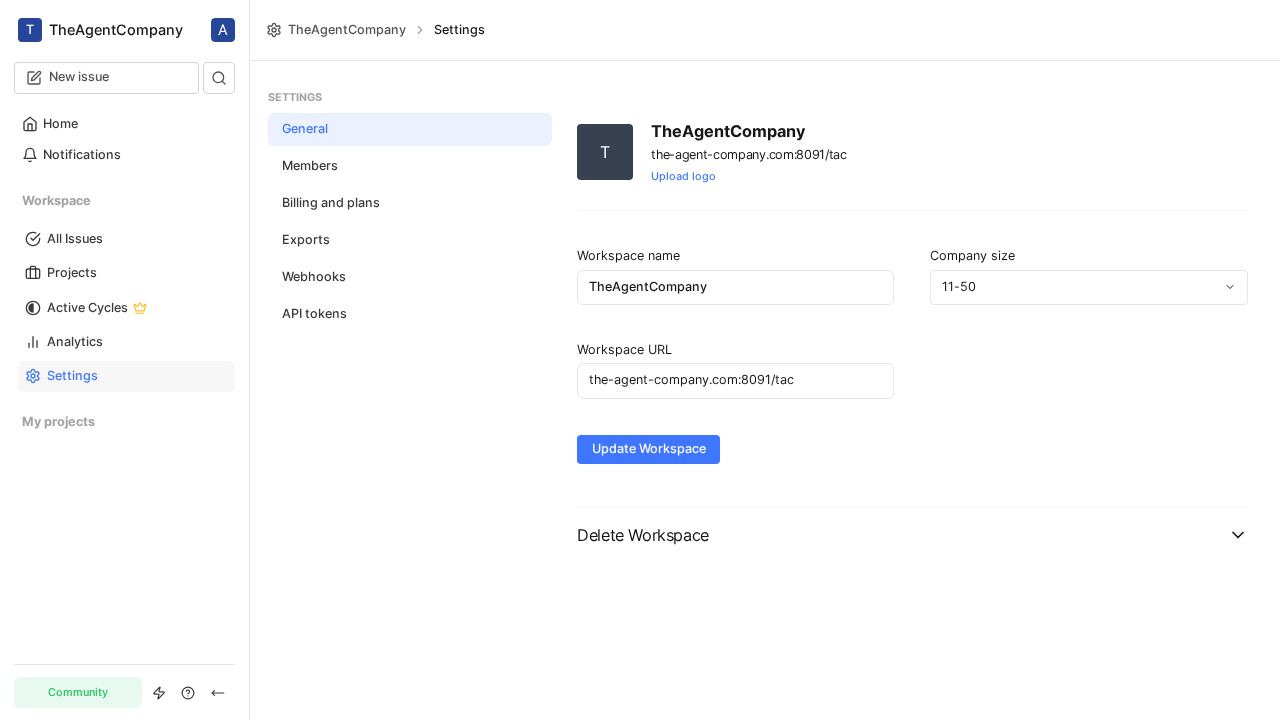 T TheAgentCompany A
New issue
Home
Notifications
Workspace
All Issues
Projects
Active Cycles
Analytics
Settings
My projects
Community
TheAgentCompany Settings
SETTINGS
General
Members
Billing and plans
Exports
Webhooks
API tokens
T
TheAgentCompany
the-agent-company.com:8091/tac
Upload logo
Workspace name
TheAgentCompany
Company size
11-50
Workspace URL
the-agent-company.com:8091/tac
Update Workspace
Delete Workspace